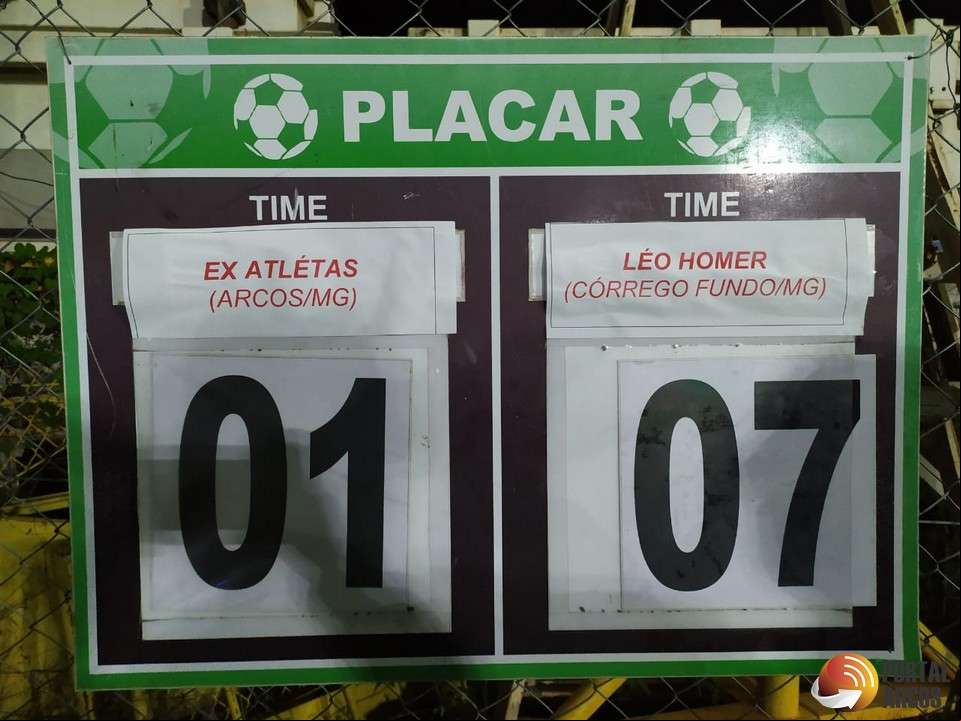 PLACAR
TIME
EX ATLÉTAS
(ARCOS/MG)
01
TIME
LÉO HOMER
(CÓRREGO FUNDO/MG)
07
PORTAL
ARCOS